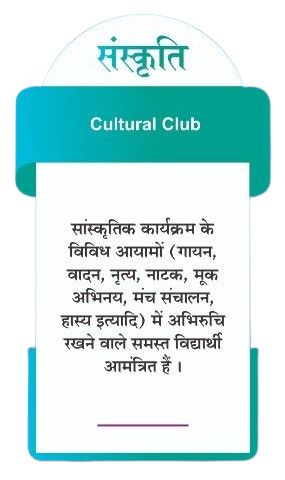 संस्कृति
Cultural Club
सांस्कृतिक कार्यक्रम के
विविध आयामों (गायन,
वादन, नृत्य, नाटक, मूक
अभिनय, मंच संचालन,
हास्य इत्यादि) में अभिरुचि
रखने वाले समस्त विद्यार्थी
आमंत्रित हैं ।